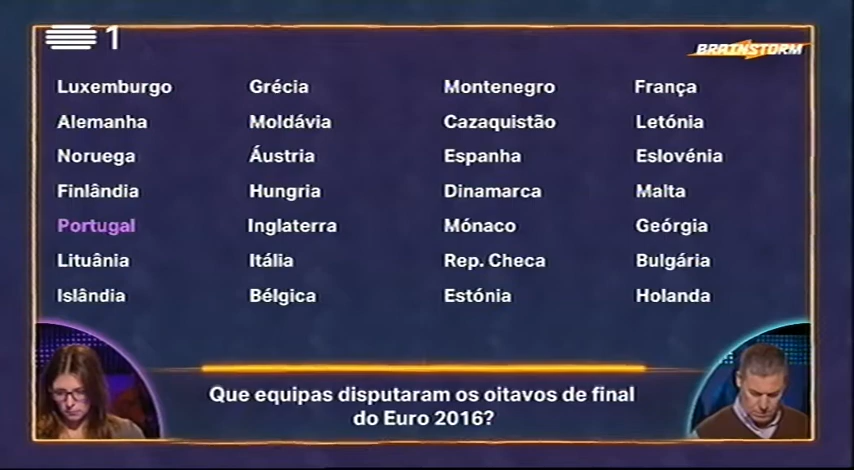 1
BRAINSTORM
Luxemburgo Grécia Montenegro França
Alemanha Moldávia Cazaquistão Letónia
Noruega Áustria Espanha Eslovénia
Finlândia Hungria Dinamarca Malta
Portugal Inglaterra Mónaco Geórgia
Lituânia Itália Rep. Checa Bulgária
Islândia Bélgica Estónia Holanda
Que equipas disputaram os oitavos de final
do Euro 2016?